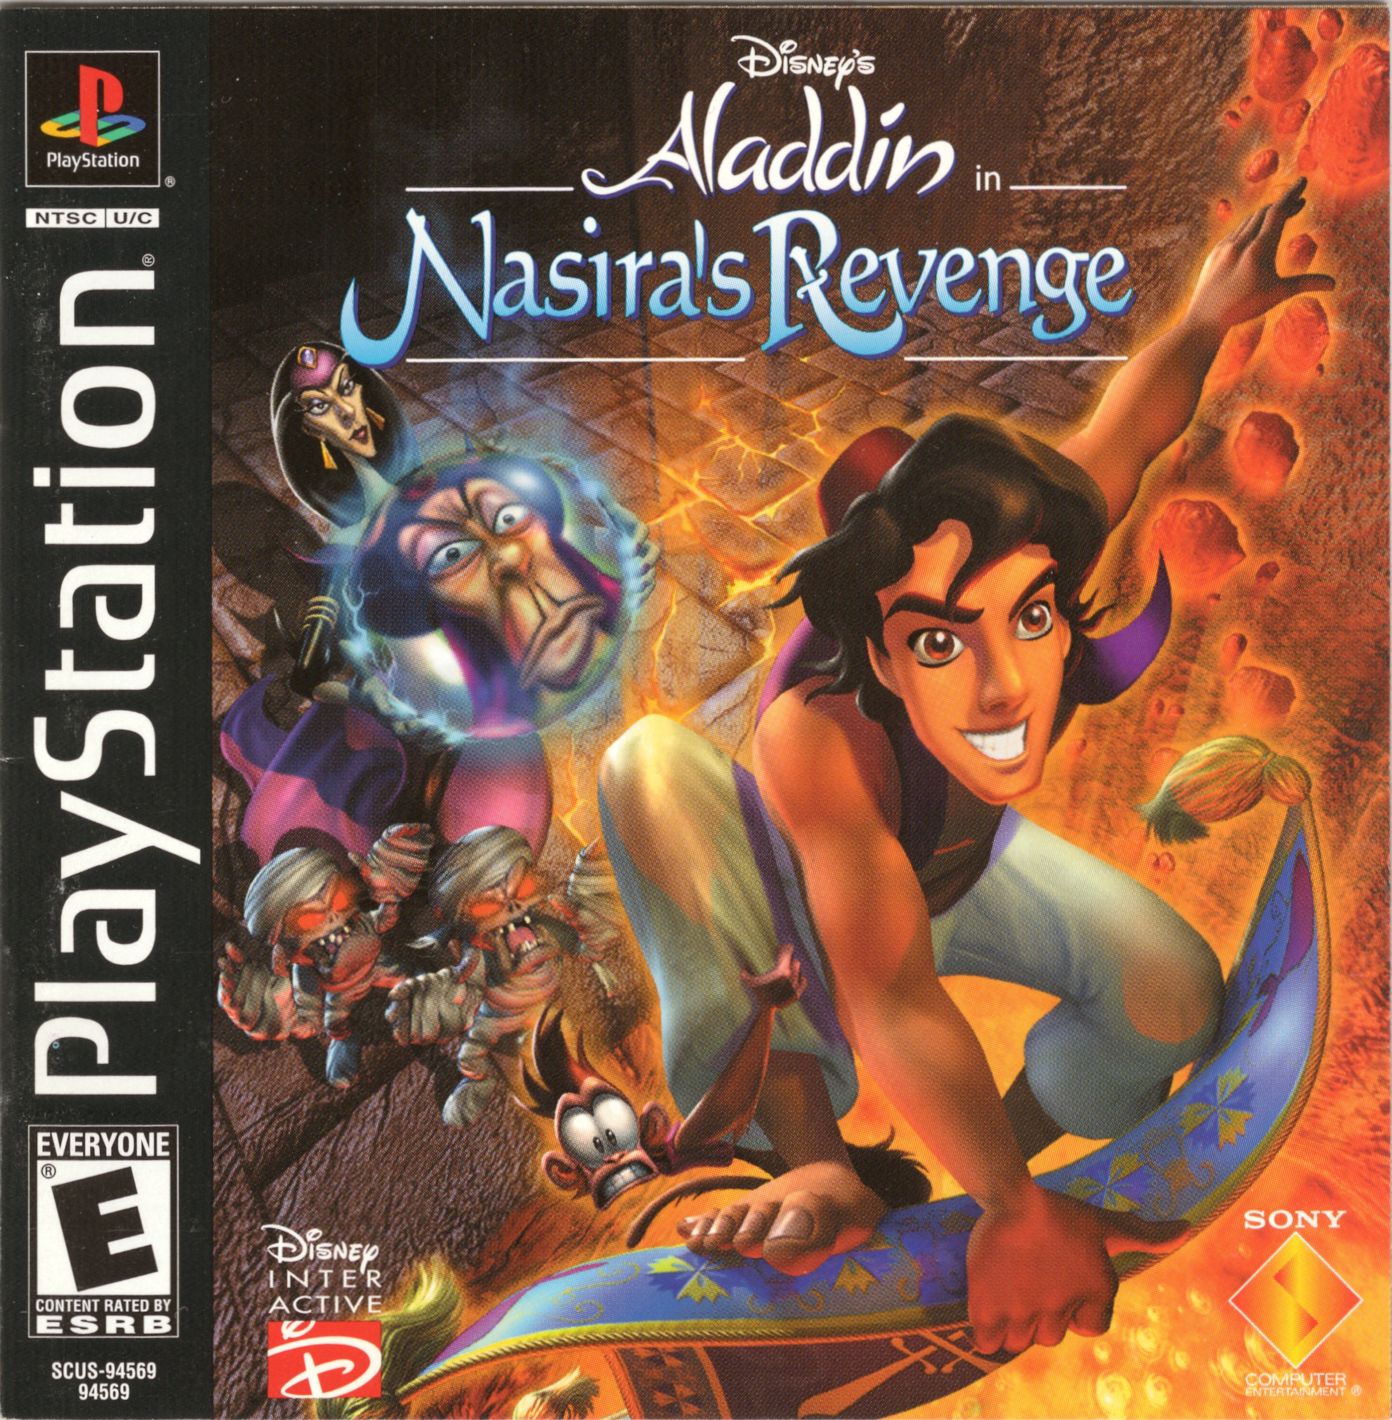 PlayStation
®
NTSC U/C
PlayStation®
EVERYONE
®
E
CONTENT RATED BY
ESRB
SCUS-94569
94569
Disney's
Aladdin in
Nasira's Revenge
Disney
INTER
ACTIVE
D
SONY
COMPUTER
ENTERTAINMENT ®